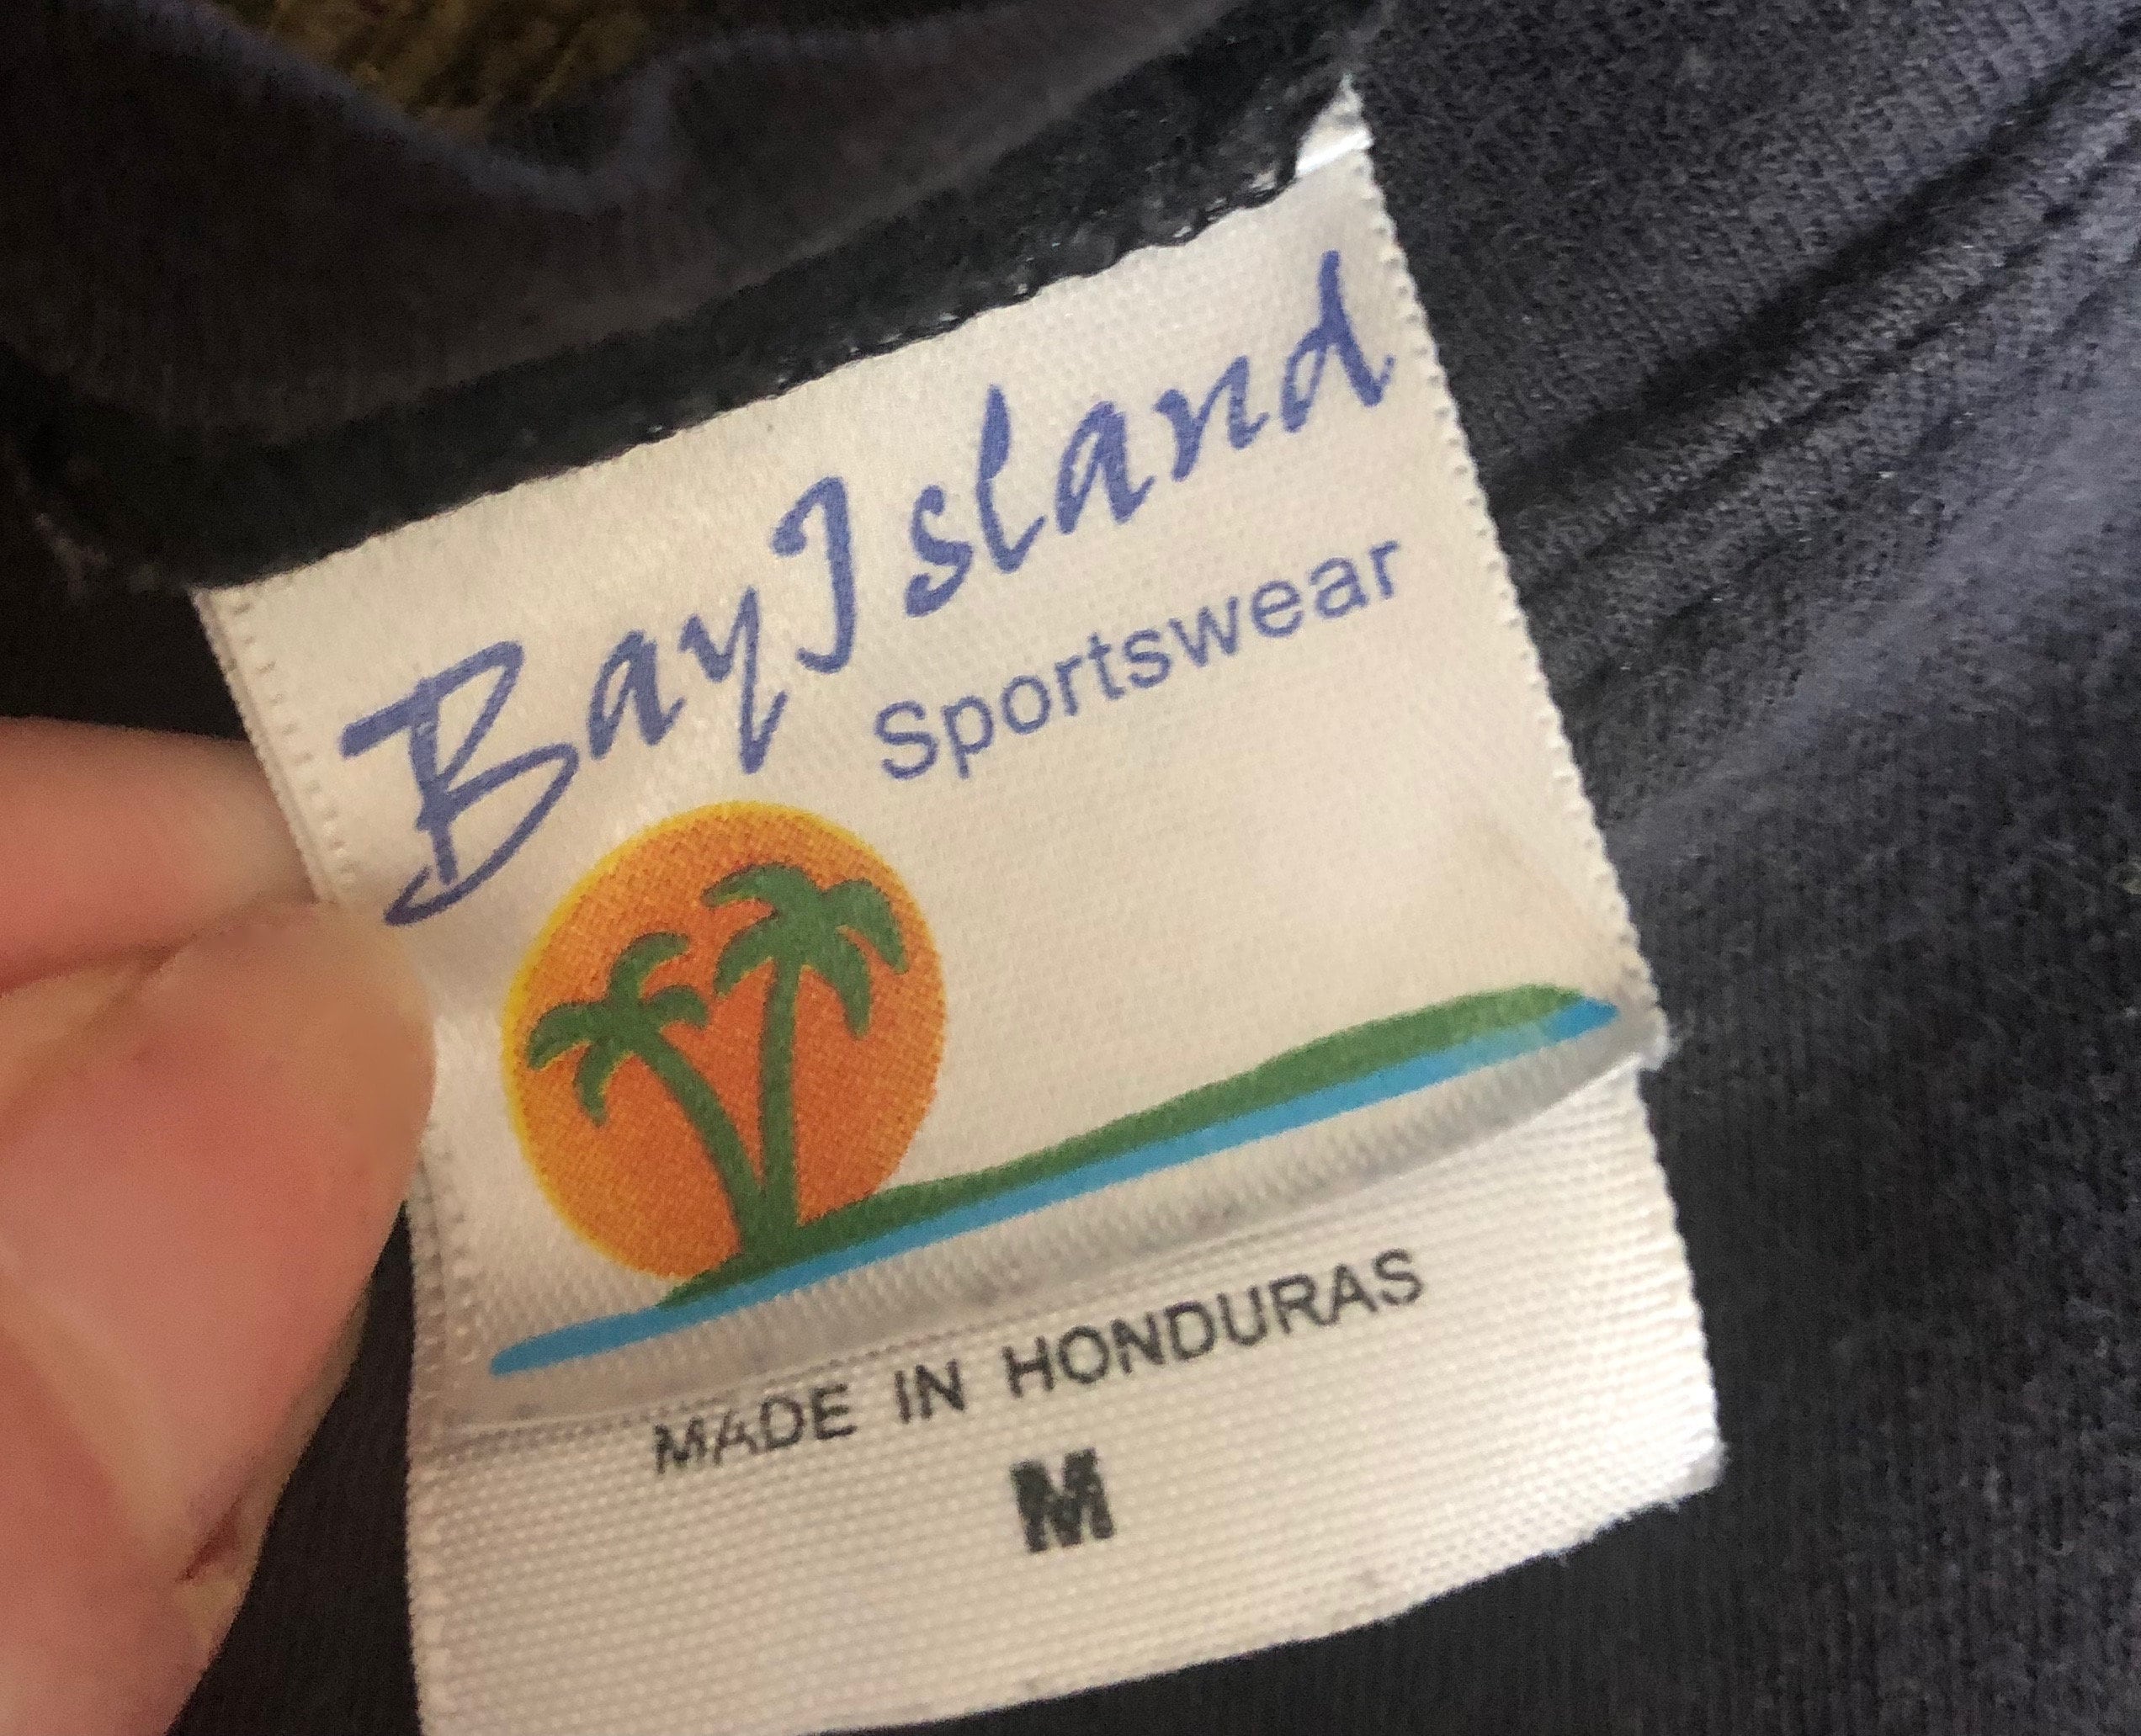 Bay Island
Sportswear
MADE IN HONDURAS
M